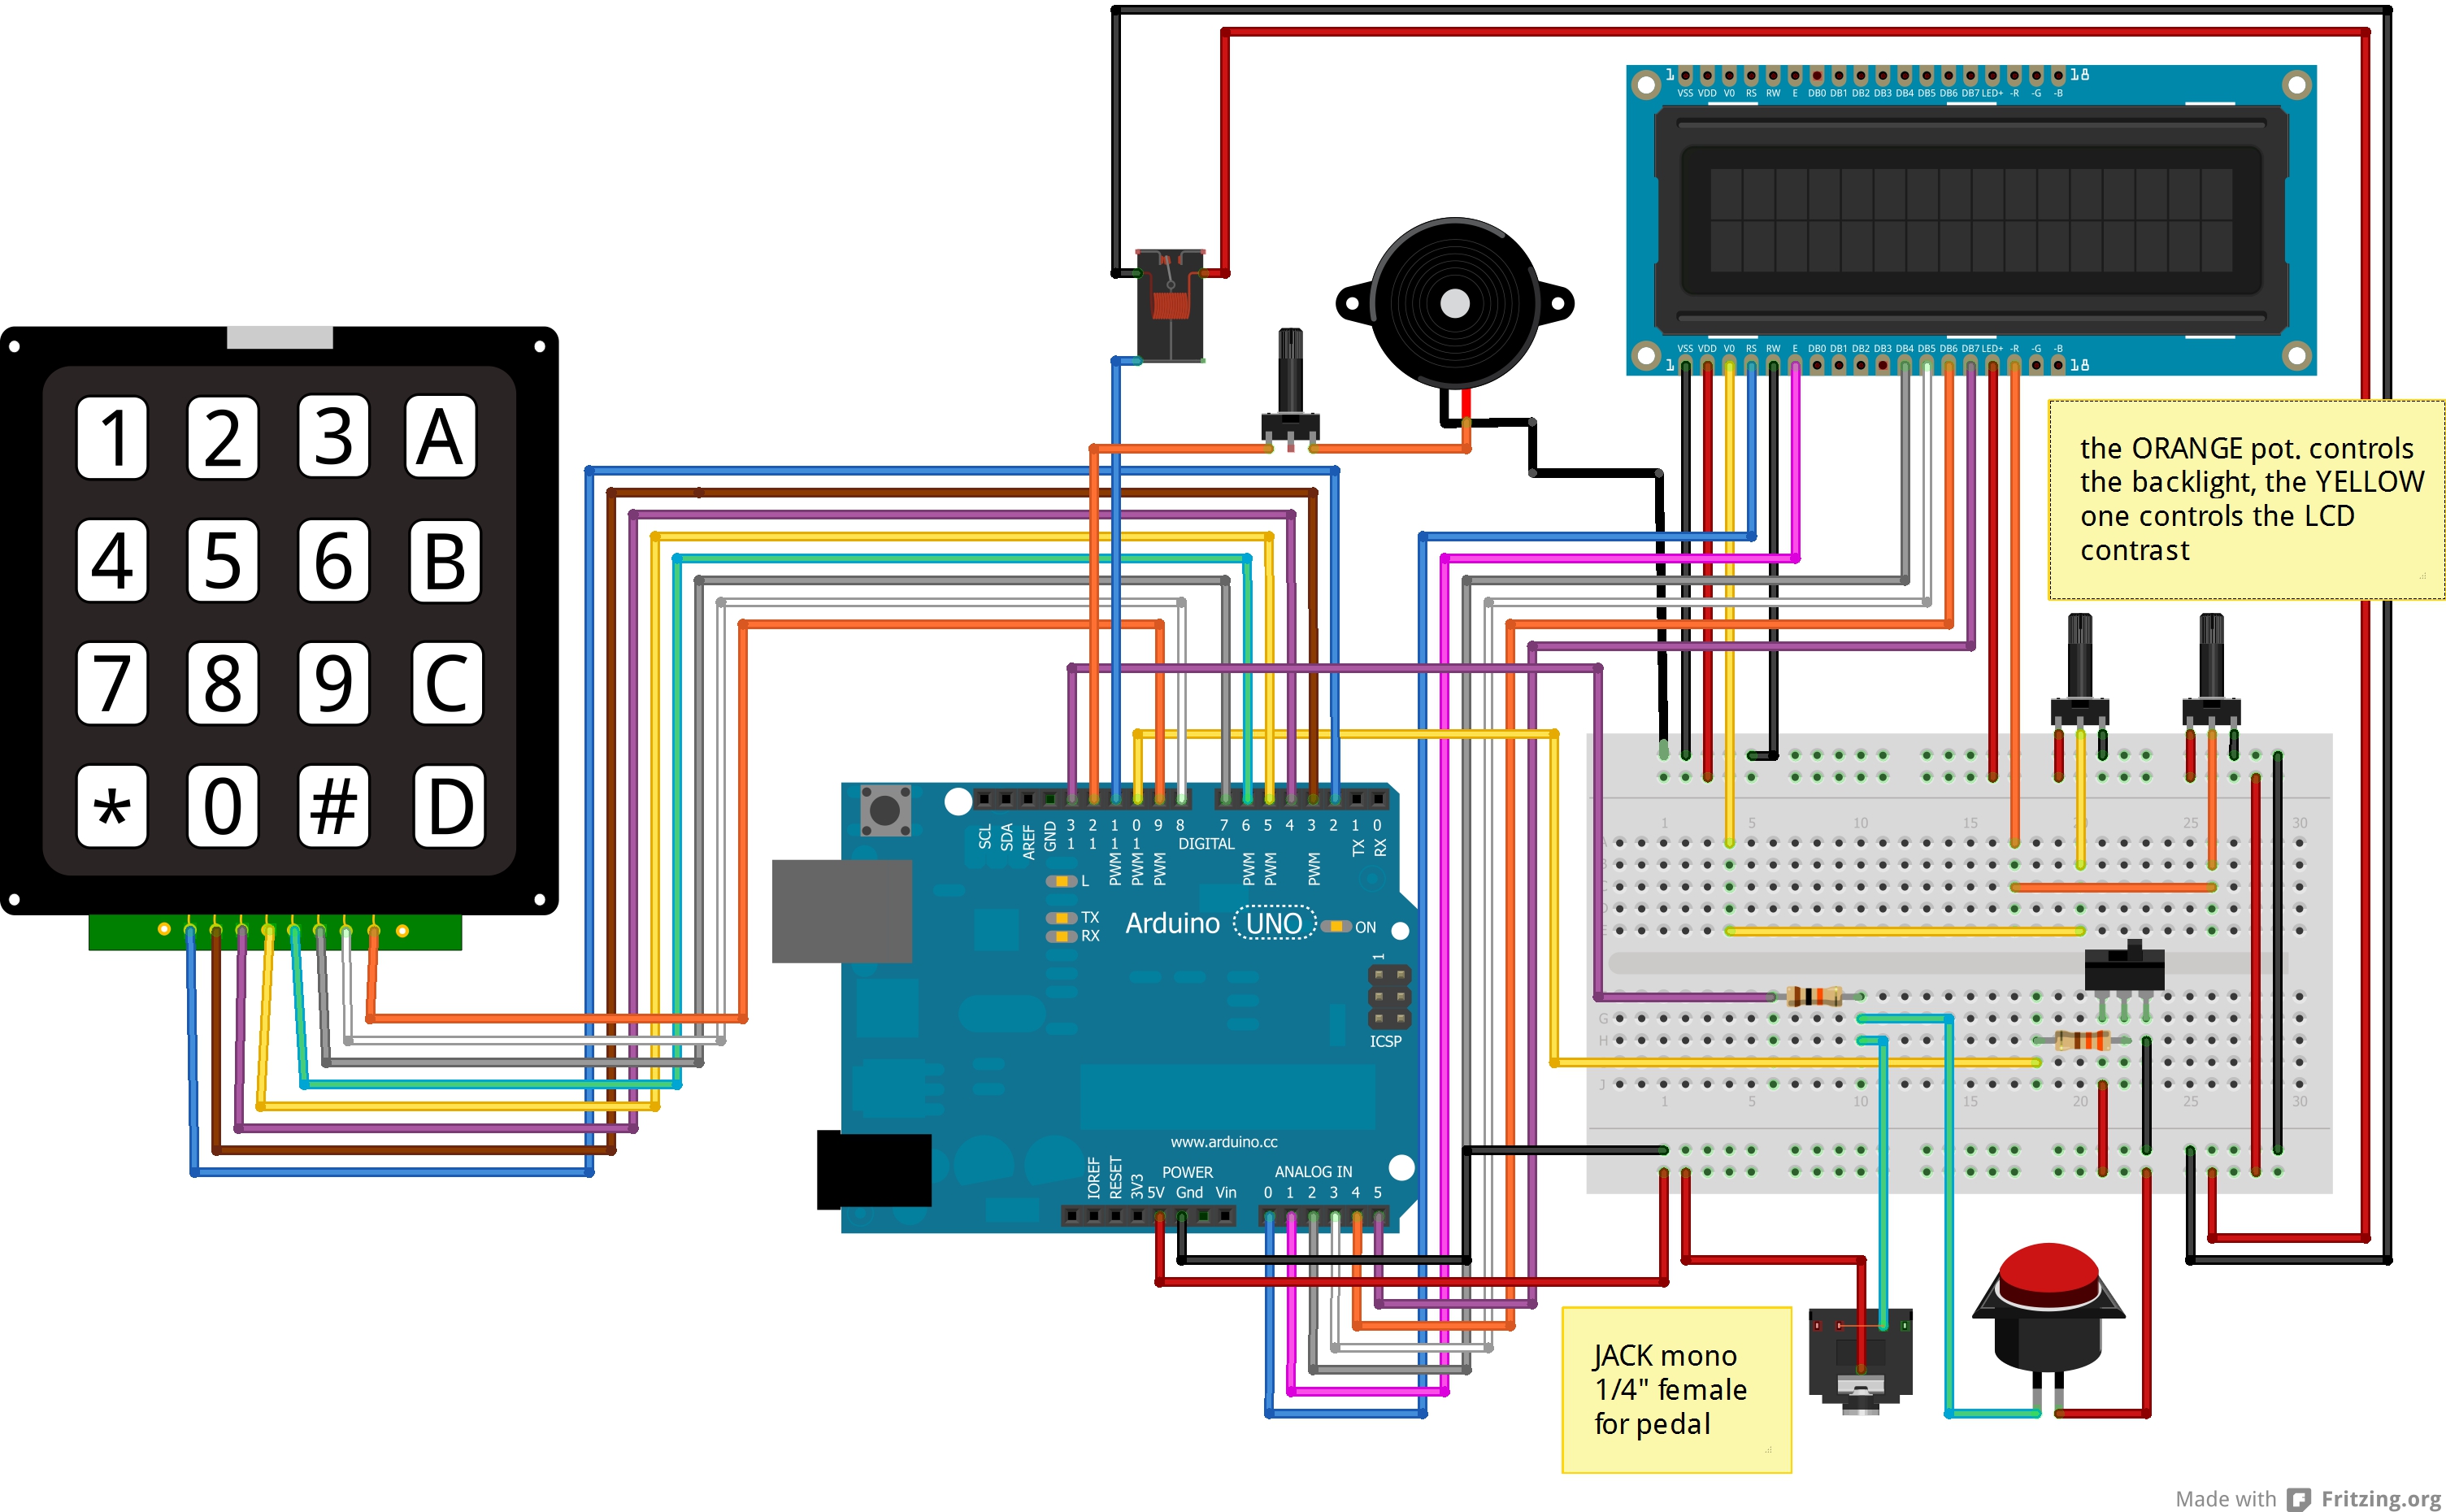 1 VSS VDD V0 RS RW E DB0 DB1 DB2 DB3 DB4 DB5 DB6 DB7 LED+ -R -G -B 18
1 VSS VDD V0 RS RW E DB0 DB1 DB2 DB3 DB4 DB5 DB6 DB7 LED+ -R -G -B 18
1 2 3 A
4 5 6 B
7 8 9 C
* 0 # D
the ORANGE pot. controls
the backlight, the YELLOW
one controls the LCD
contrast
SCL SDA AREF GND 13 12 11 10 9 8 7 6 5 4 3 2 1 0
DIGITAL
PWM PWM PWM PWM PWM PWM TX RX
L
TX
RX
Arduino UNO
ON
1
ICSP
www.arduino.cc
POWER
ANALOG IN
IOREF RESET 3V3 5V Gnd Vin
0 1 2 3 4 5
1 5 10 15 20 25 30
A
B
C
D
E
G
H
J
1 5 10 15 20 25 30
JACK mono
1/4" female
for pedal
Made with Fritzing.org